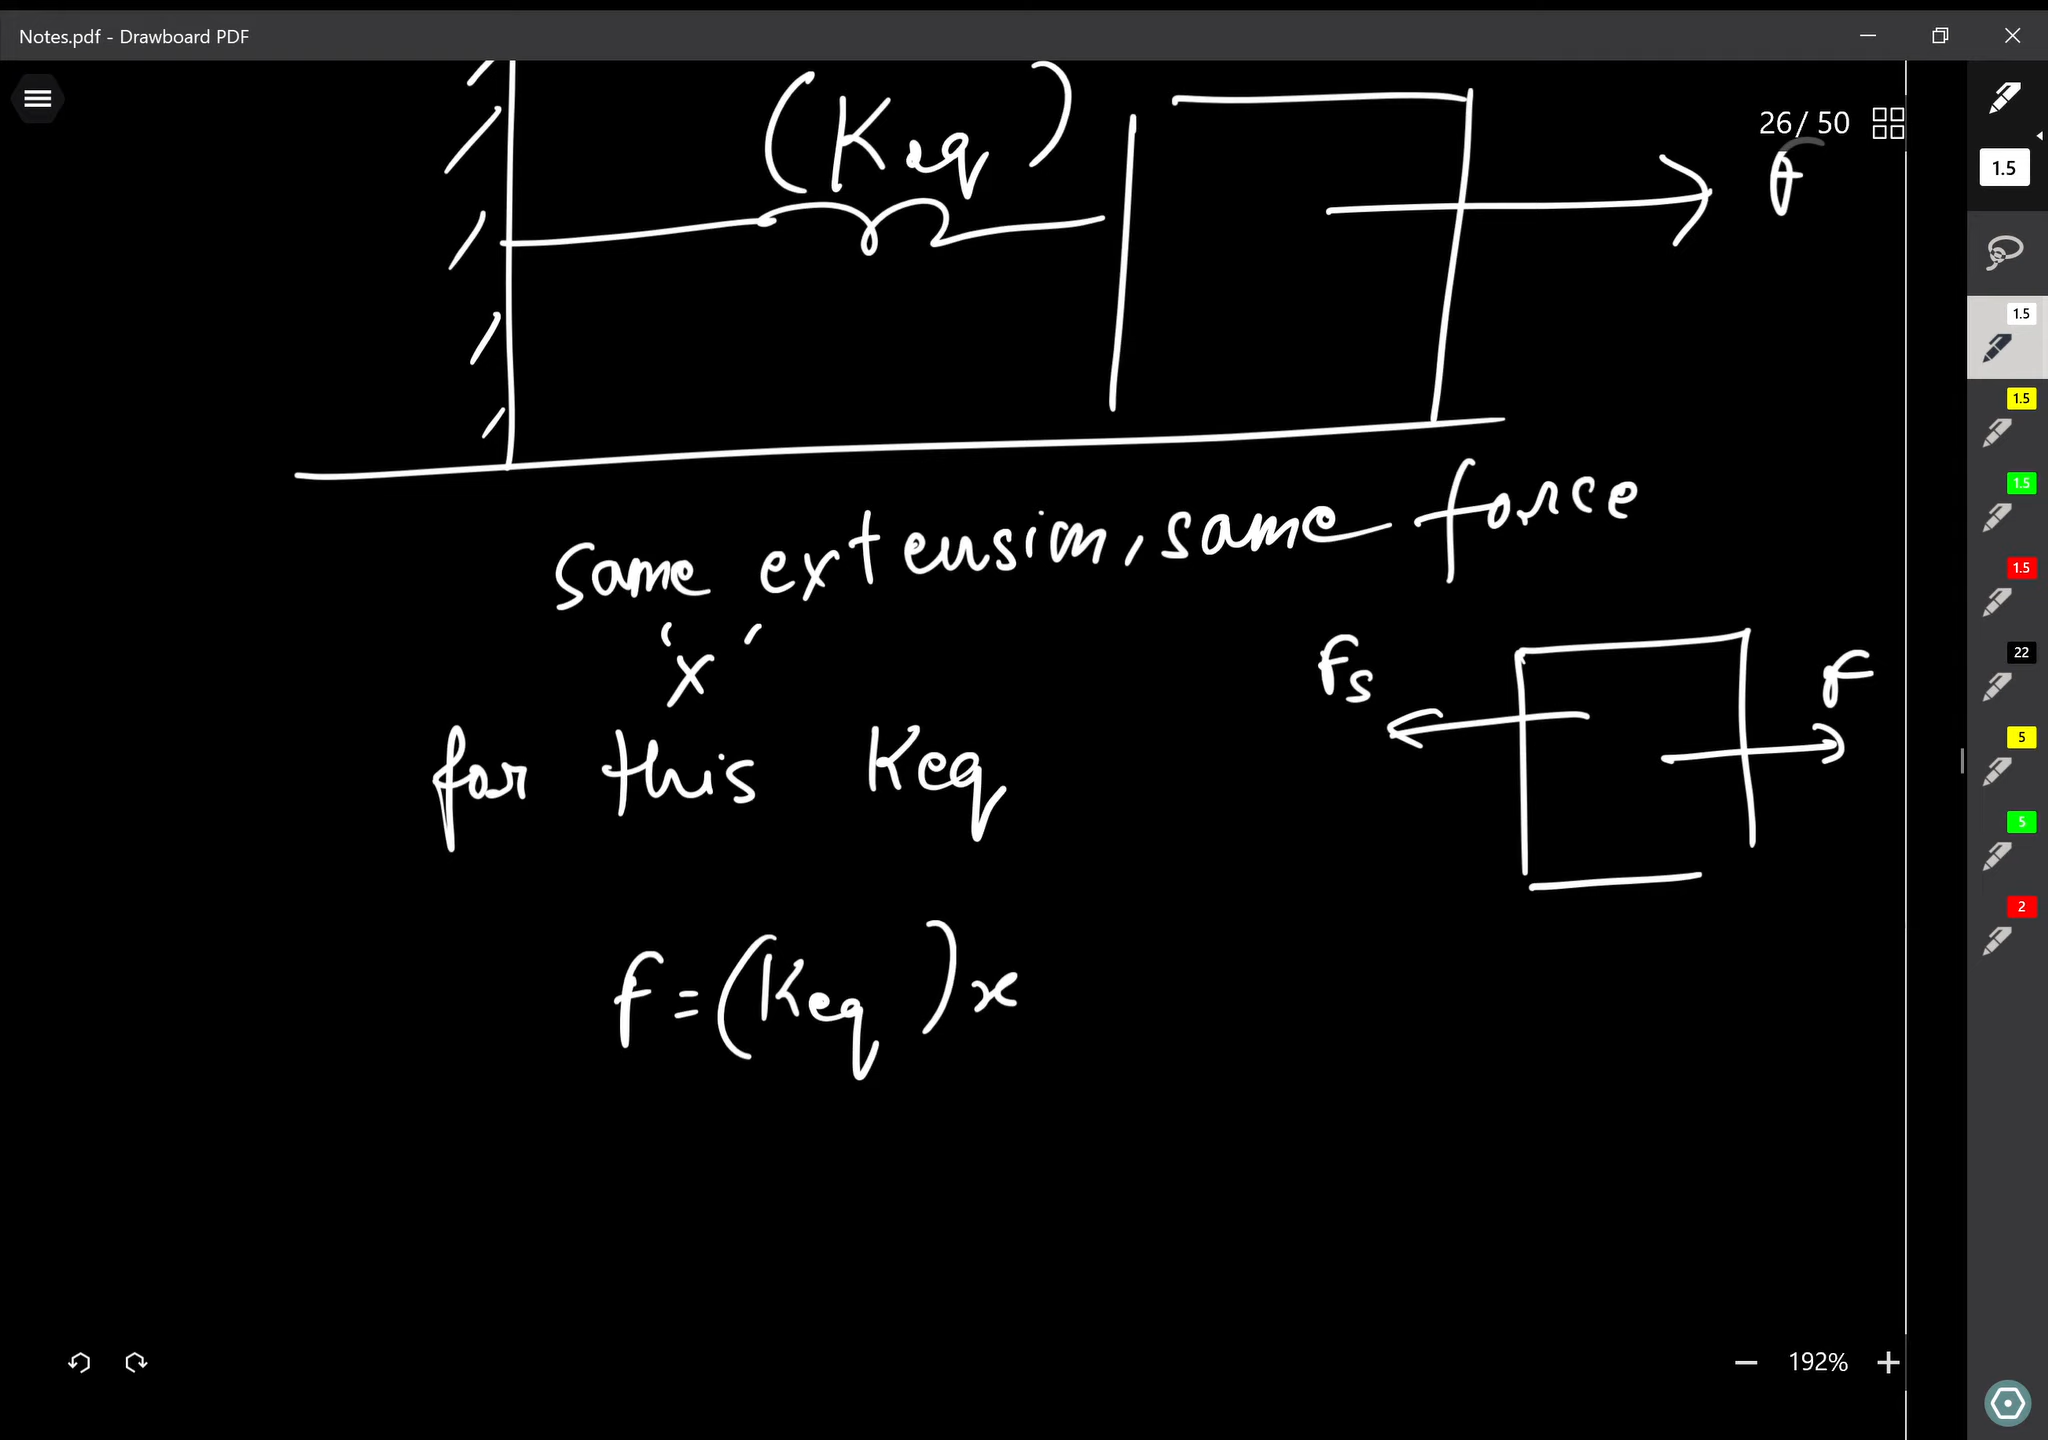 Notes.pdf - Drawboard PDF
(Keq)
26/ 50
1.5
same extension, same force
'x'
fs
F
for this Keq
f = (Keq)x
1.5
1.5
1.5
1.5
22
5
5
2
192%